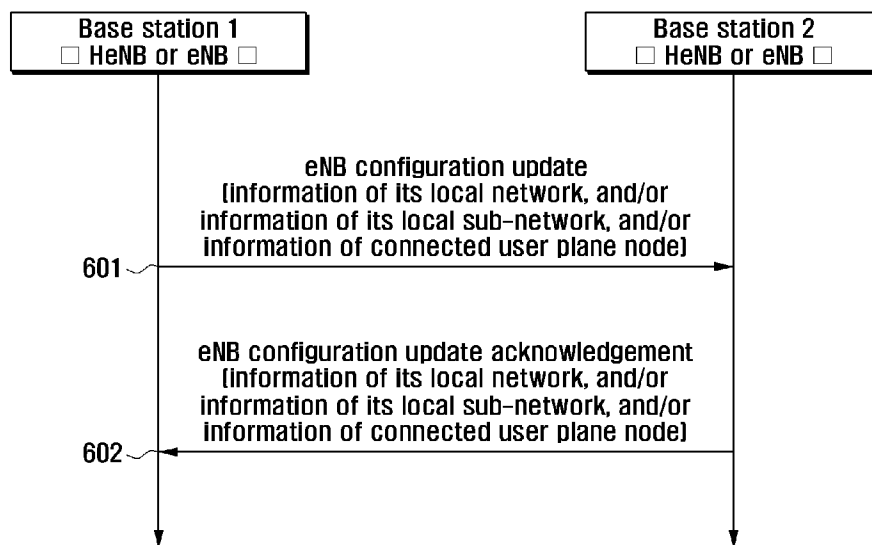 Base station 1
□ HeNB or eNB □
Base station 2
□ HeNB or eNB □
eNB configuration update
(information of its local network, and/or
information of its local sub-network, and/or
information of connected user plane node)
601
eNB configuration update acknowledgement
(information of its local network, and/or
information of its local sub-network, and/or
information of connected user plane node)
602